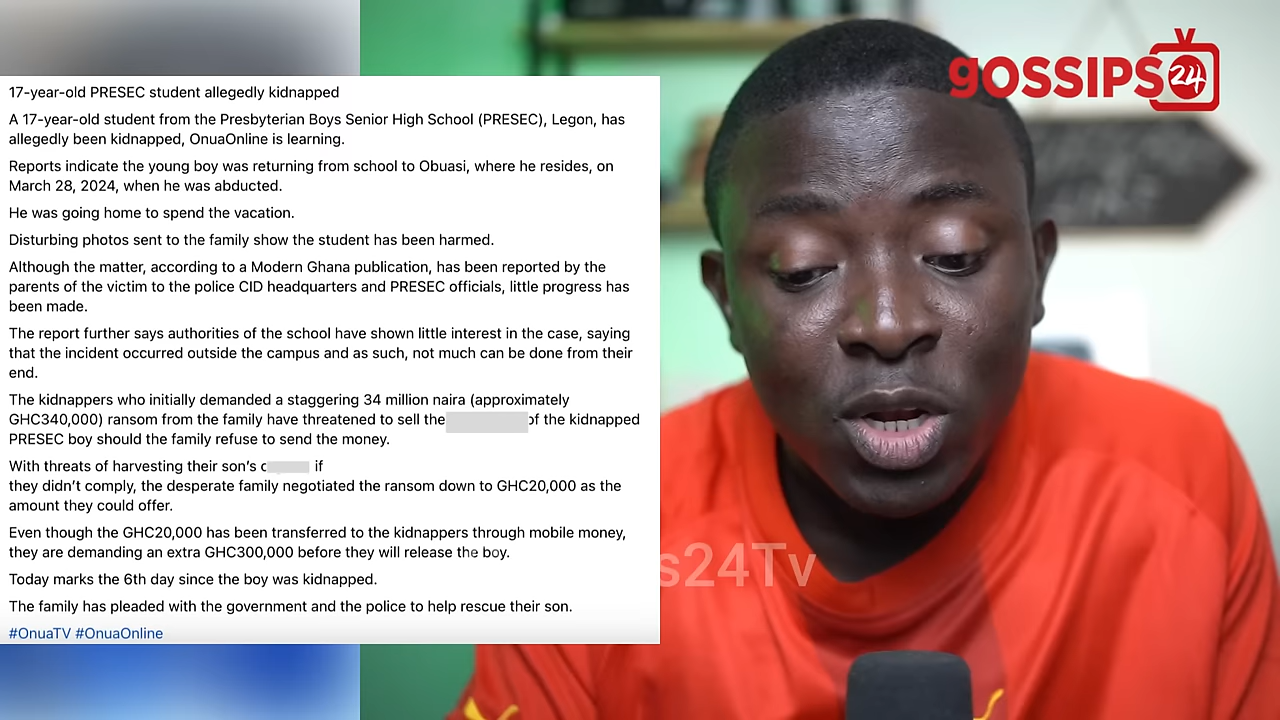 17-year-old PRESEC student allegedly kidnapped
A 17-year-old student from the Presbyterian Boys Senior High School (PRESEC), Legon, has
allegedly been kidnapped, OnuaOnline is learning.
Reports indicate the young boy was returning from school to Obuasi, where he resides, on
March 28, 2024, when he was abducted.
He was going home to spend the vacation.
Disturbing photos sent to the family show the student has been harmed.
Although the matter, according to a Modern Ghana publication, has been reported by the
parents of the victim to the police CID headquarters and PRESEC officials, little progress has
been made.
The report further says authorities of the school have shown little interest in the case, saying
that the incident occurred outside the campus and as such, not much can be done from their
end.
The kidnappers who initially demanded a staggering 34 million naira (approximately
GHC340,000) ransom from the family have threatened to sell the of the kidnapped
PRESEC boy should the family refuse to send the money.
With threats of harvesting their son's if
they didn't comply, the desperate family negotiated the ransom down to GHC20,000 as the
amount they could offer.
Even though the GHC20,000 has been transferred to the kidnappers through mobile money,
they are demanding an extra GHC300,000 before they will release the boy.
Today marks the 6th day since the boy was kidnapped.
The family has pleaded with the government and the police to help rescue their son.
#OnuaTV #OnuaOnline
gOSSIPS 24
s24Tv